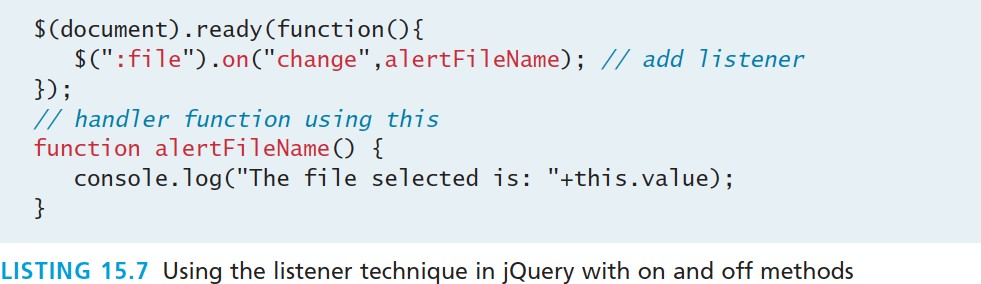 $(document).ready(function(){
   $(":file").on("change",alertFileName); // add listener
});
// handler function using this
function alertFileName() {
   console.log("The file selected is: "+this.value);
}
LISTING 15.7 Using the listener technique in jQuery with on and off methods